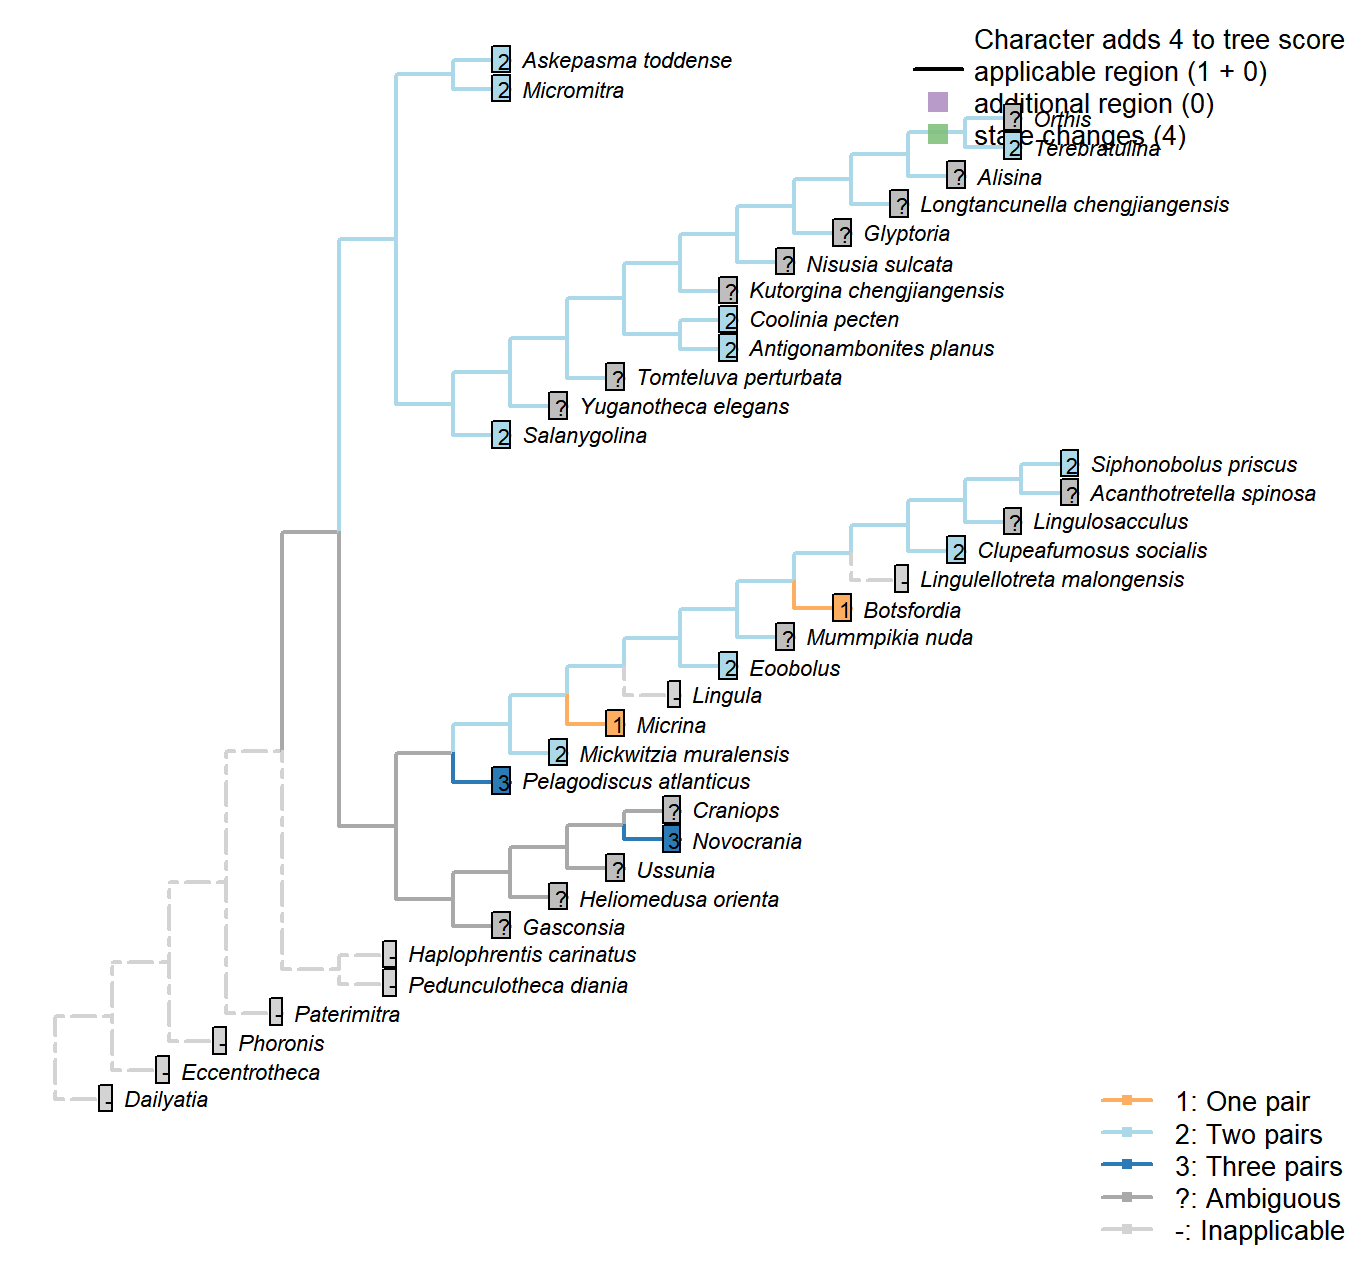 Character adds 4 to tree score
applicable region (1 + 0)
additional region (0)
state changes (4)
2 Askepasma toddense
2 Micromitra
? Orthis
2 Terebratulina
? Alisina
? Longtancunella chengjiangensis
? Glyptoria
? Nisusia sulcata
? Kutorgina chengjiangensis
2 Coolinia pecten
2 Antigonambonites planus
? Tomteluva perturbata
? Yuganotheca elegans
2 Salanygolina
2 Siphonobolus priscus
? Acanthotretella spinosa
? Lingulosacculus
2 Clupeafumosus socialis
- Lingulellotreta malongensis
1 Botsfordia
? Mummpikia nuda
2 Eoobolus
- Lingula
1 Micrina
2 Mickwitzia muralensis
3 Pelagodiscus atlanticus
? Craniops
3 Novocrania
? Ussunia
? Heliomedusa orienta
? Gasconsia
- Haplophrentis carinatus
- Pedunculotheca diania
- Paterimitra
- Phoronis
- Eccentrotheca
- Dailyatia
1: One pair
2: Two pairs
3: Three pairs
?: Ambiguous
-: Inapplicable